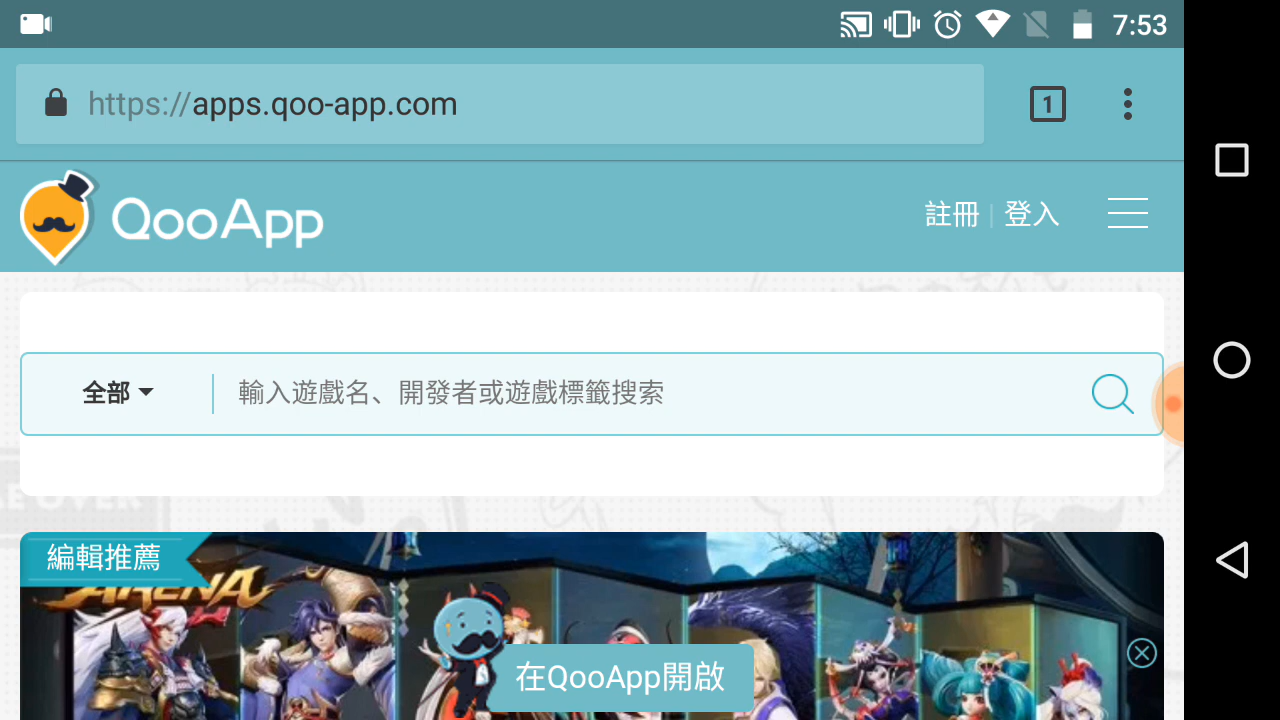 7:53
https://apps.qoo-app.com
1
QooApp
註冊 | 登入
全部
輸入遊戲名、開發者或遊戲標籤搜索
編輯推薦
ARENA
在QooApp開啟